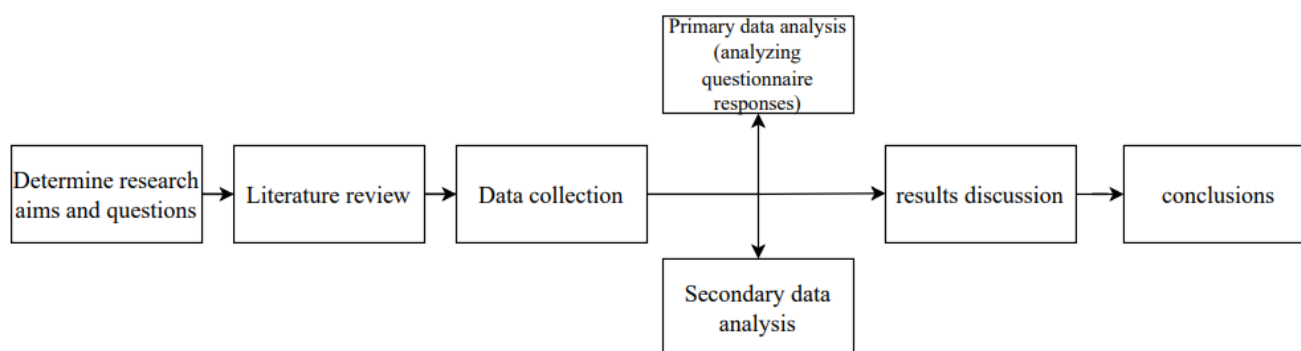 Primary data analysis
(analyzing
questionnaire
responses)
Determine research
aims and questions
Literature review
Data collection
results discussion
conclusions
Secondary data
analysis